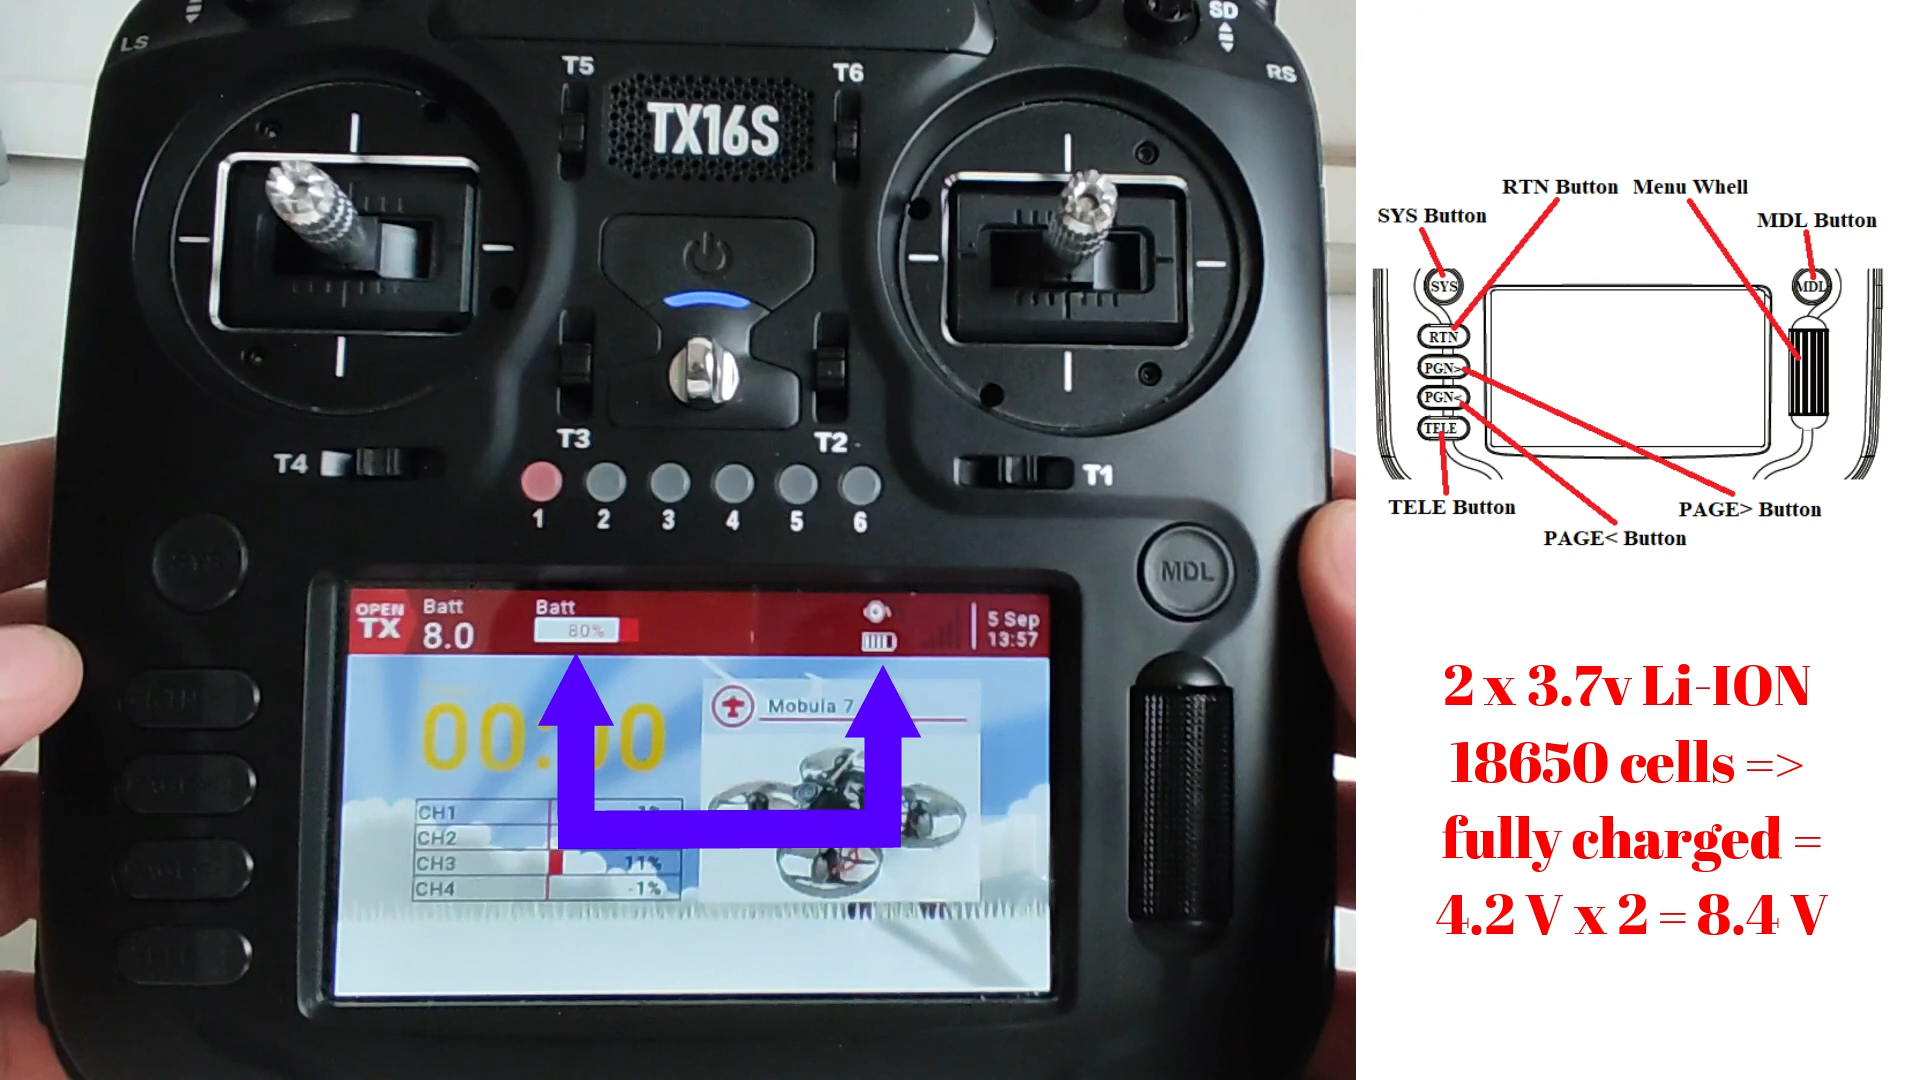 LS
SD
RS
T5
T6
TX16S
T3
T2
T4
T1
1 2 3 4 5 6
SYS
MDL
OPEN TX
Batt
8.0
Batt
80%
5 Sep
13:57
00:00
Mobula 7
CH1
CH2
CH3 11%
CH4 -1%
RTN Button Menu Whell
SYS Button
MDL Button
SYS
MDL
RTN
PGN>
PGN<
TELE
TELE Button
PAGE> Button
PAGE< Button
2 x 3.7v Li-ION
18650 cells =>
fully charged =
4.2 V x 2 = 8.4 V